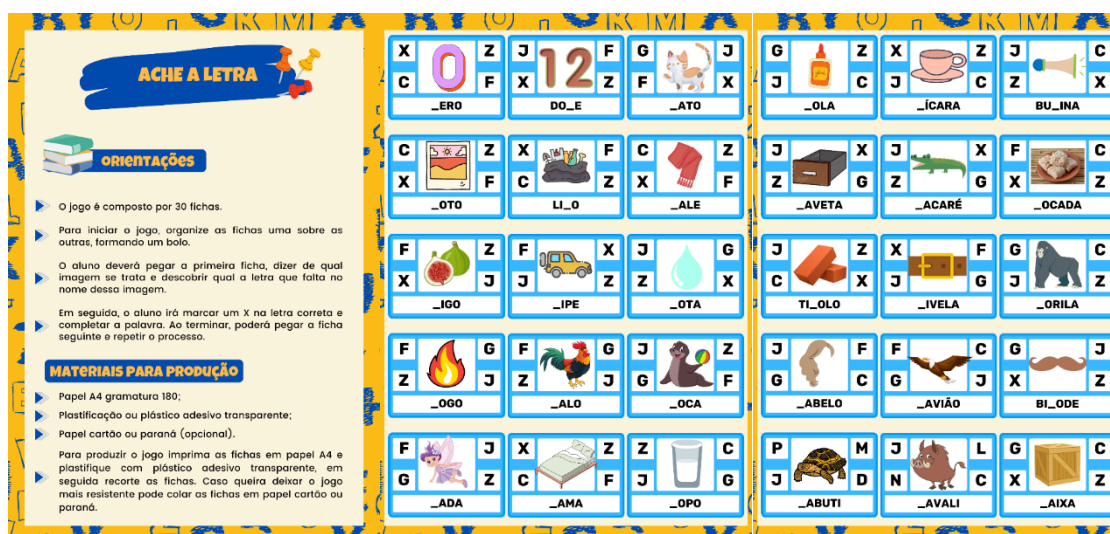 ACHE A LETRA
ORIENTAÇÕES
O jogo é composto por 30 fichas.
Para iniciar o jogo, organize as fichas uma sobre as
outras, formando um bolo.
O aluno deverá pegar a primeira ficha, dizer de qual
imagem se trata e descobrir qual a letra que falta no
nome dessa imagem.
Em seguida, o aluno irá marcar um X na letra correta e
completar a palavra. Ao terminar, poderá pegar a ficha
seguinte e repetir o processo.
MATERIAIS PARA PRODUÇÃO
Papel A4 gramatura 180;
Plastificação ou plástico adesivo transparente;
Papel cartão ou paraná (opcional).
Para produzir o jogo imprima as fichas em papel A4 e
plastifique com plástico adesivo transparente, em
seguida recorte as fichas. Caso queira deixar o jogo
mais resistente pode colar as fichas em papel cartão ou
paraná.
X 0 Z J 12 F G J
C F X Z F X
_ERO DO_E _ATO
C Z X F C Z
X F C Z X F
_OTO LI_O _ALE
F Z F X J G
X J J Z Z X
_IGO _IPE _OTA
F G F G J Z
Z J Z J G F
_OGO _ALO _OCA
F J X Z Z C
G Z C F J G
_ADA _AMA _OPO
G Z X Z J C
J C J C Z X
_OLA _ÍCARA BU_INA
J X J X F C
Z G Z G X Z
_AVETA _ACARÉ _OCADA
J Z X F G C
C X J C J Z
TI_OLO _IVELA _ORILA
J F F C G J
G C G J X Z
_ABELO _AVIÃO BI_ODE
P M J L G C
J D N C X Z
_ABUTI _AVALI _AIXA